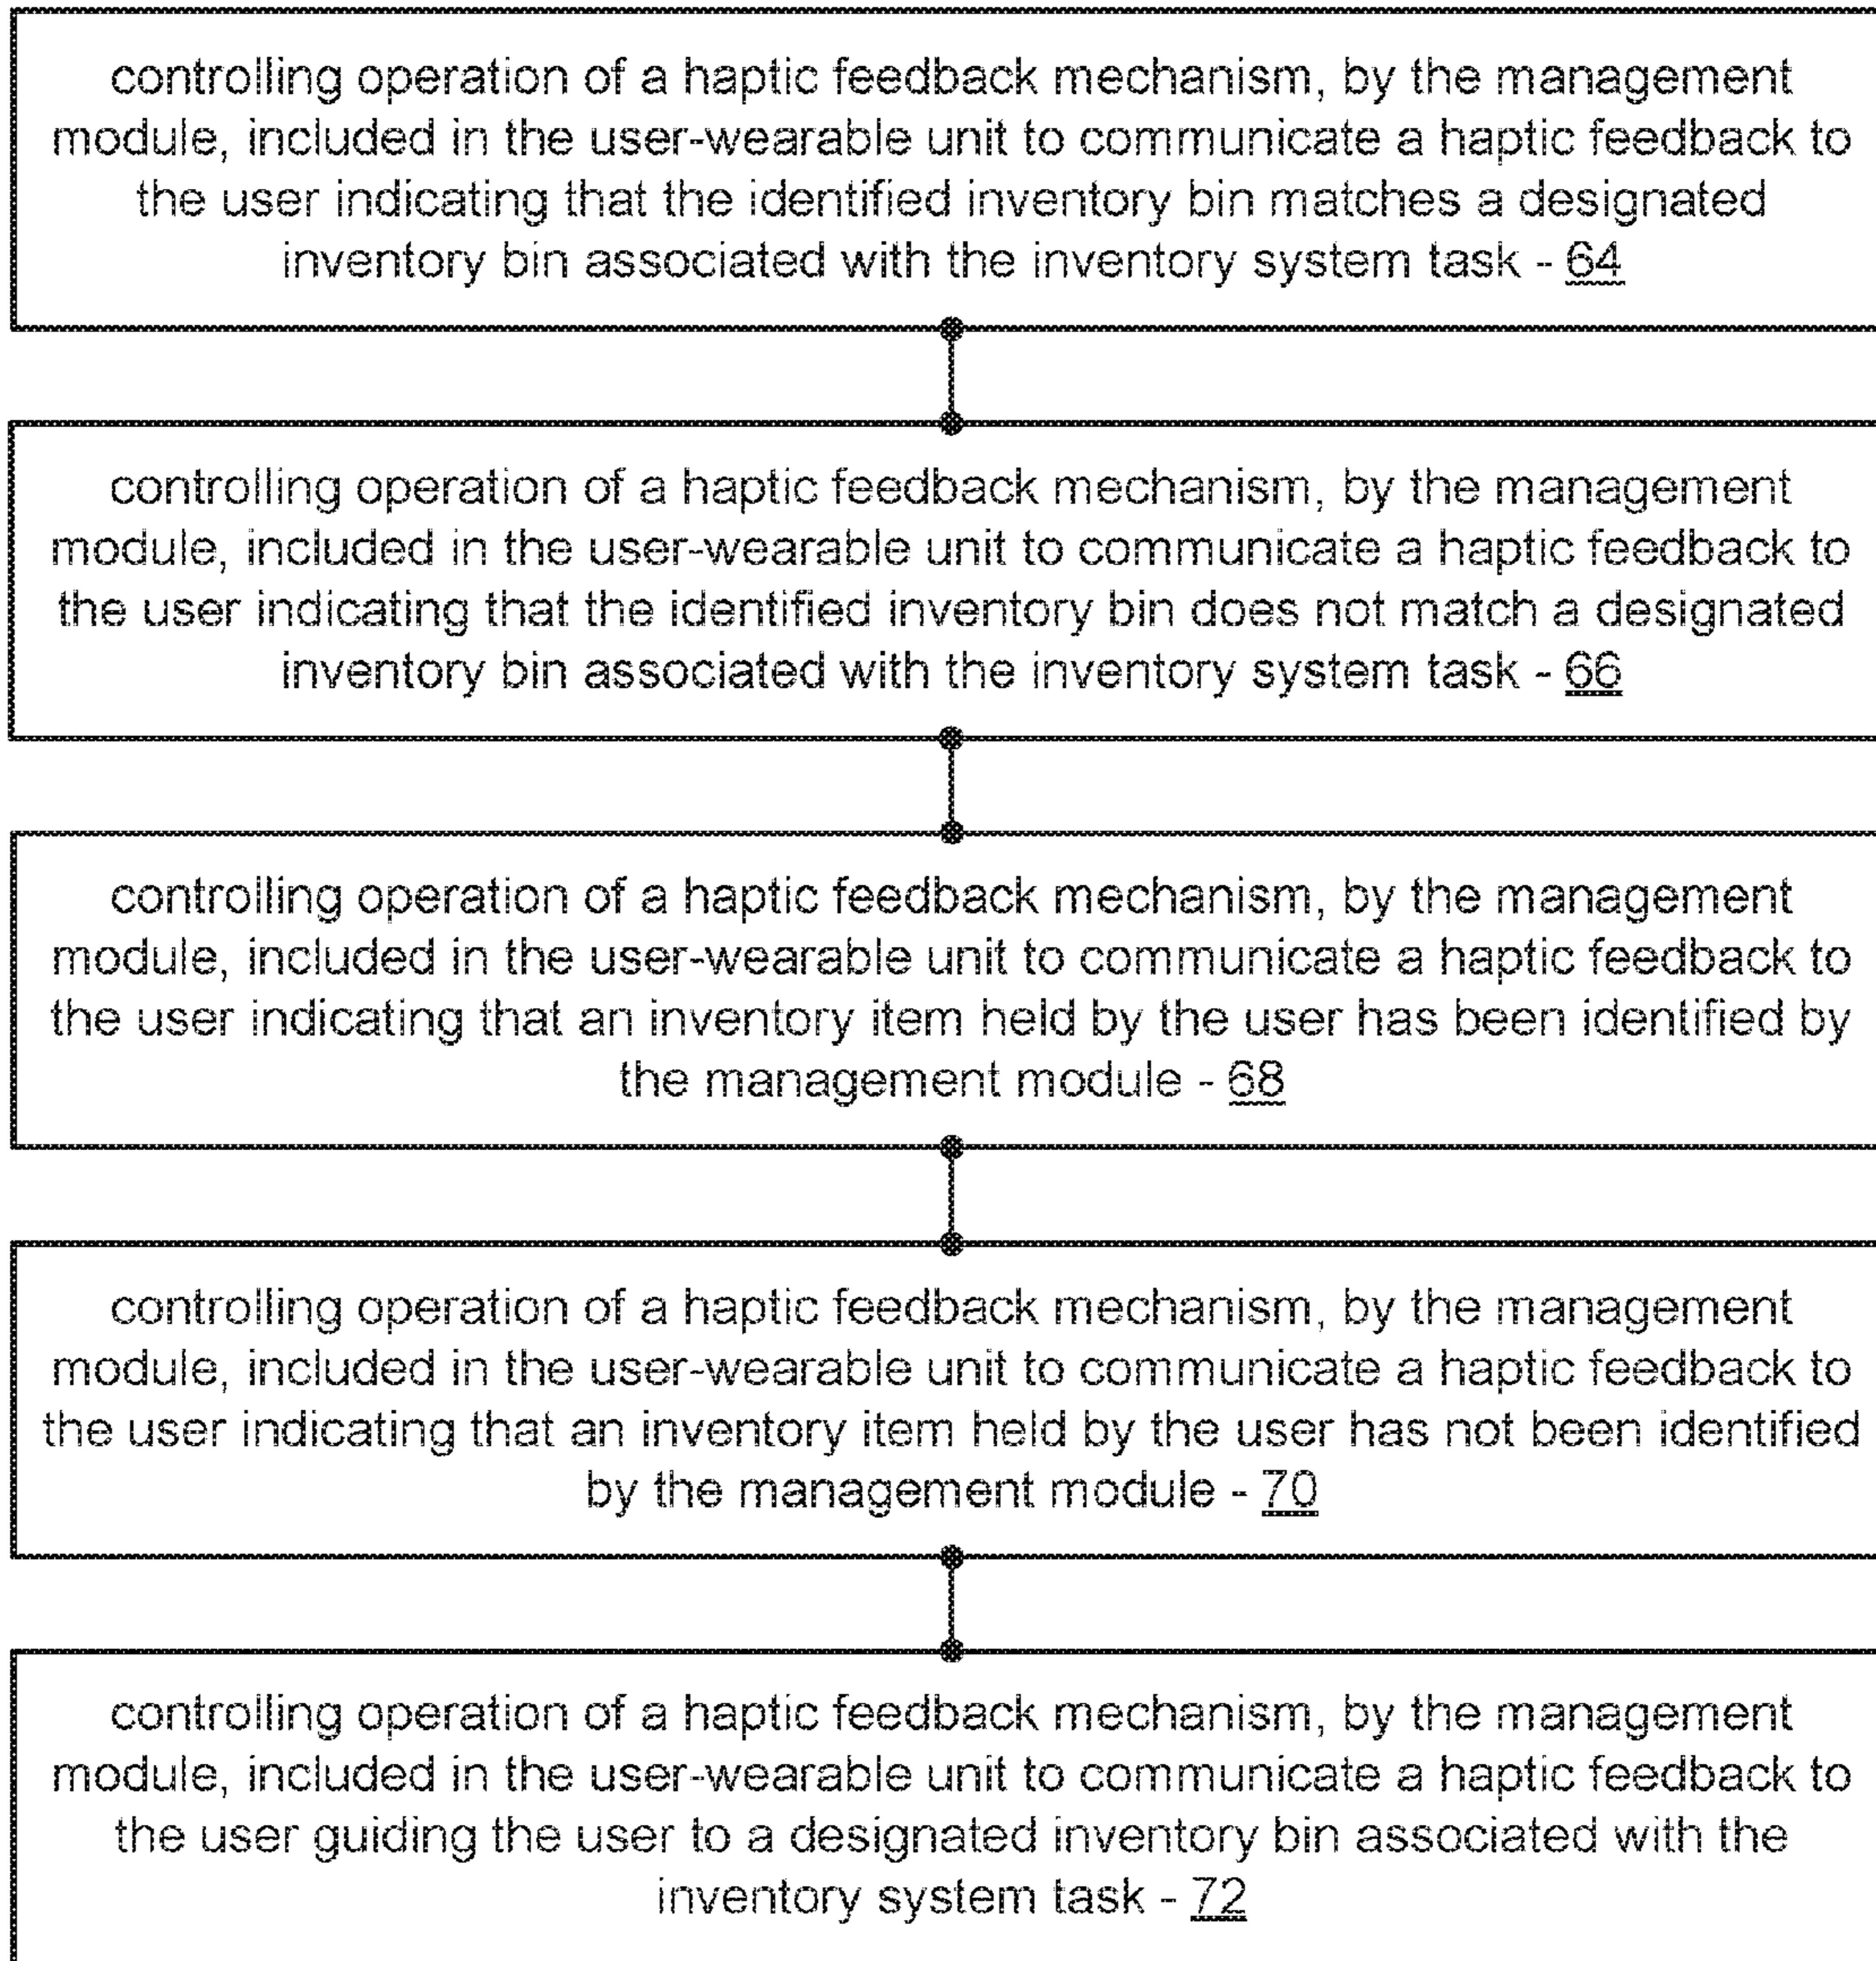 controlling operation of a haptic feedback mechanism, by the management
module, included in the user-wearable unit to communicate a haptic feedback to
the user indicating that the identified inventory bin matches a designated
inventory bin associated with the inventory system task - 64
controlling operation of a haptic feedback mechanism, by the management
module, included in the user-wearable unit to communicate a haptic feedback to
the user indicating that the identified inventory bin does not match a designated
inventory bin associated with the inventory system task - 66
controlling operation of a haptic feedback mechanism, by the management
module, included in the user-wearable unit to communicate a haptic feedback to
the user indicating that an inventory item held by the user has been identified by
the management module - 68
controlling operation of a haptic feedback mechanism, by the management
module, included in the user-wearable unit to communicate a haptic feedback to
the user indicating that an inventory item held by the user has not been identified
by the management module - 70
controlling operation of a haptic feedback mechanism, by the management
module, included in the user-wearable unit to communicate a haptic feedback to
the user guiding the user to a designated inventory bin associated with the
inventory system task - 72